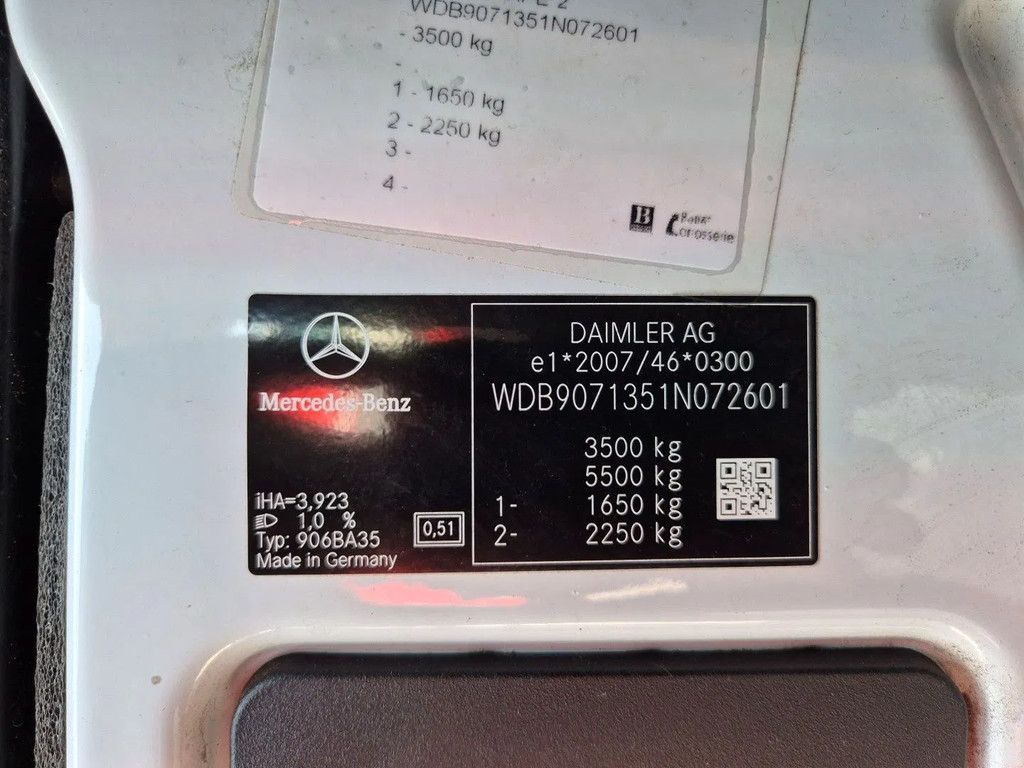 WDB9071351N072601
- 3500 kg
-
1 - 1650 kg
2 - 2250 kg
3 -
4 -
B
Mercedes-Benz
iHA=3,923
1,0 %
Typ: 906BA35
Made in Germany
0,51
DAIMLER AG
e1*2007/46*0300
WDB9071351N072601
3500 kg
5500 kg
1- 1650 kg
2- 2250 kg